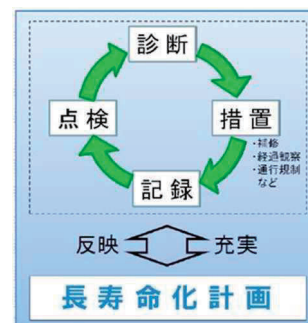 診断
点検
措置
・補修
・経過観察
・通行規制
など
記録
反映
充実
長寿命化計画